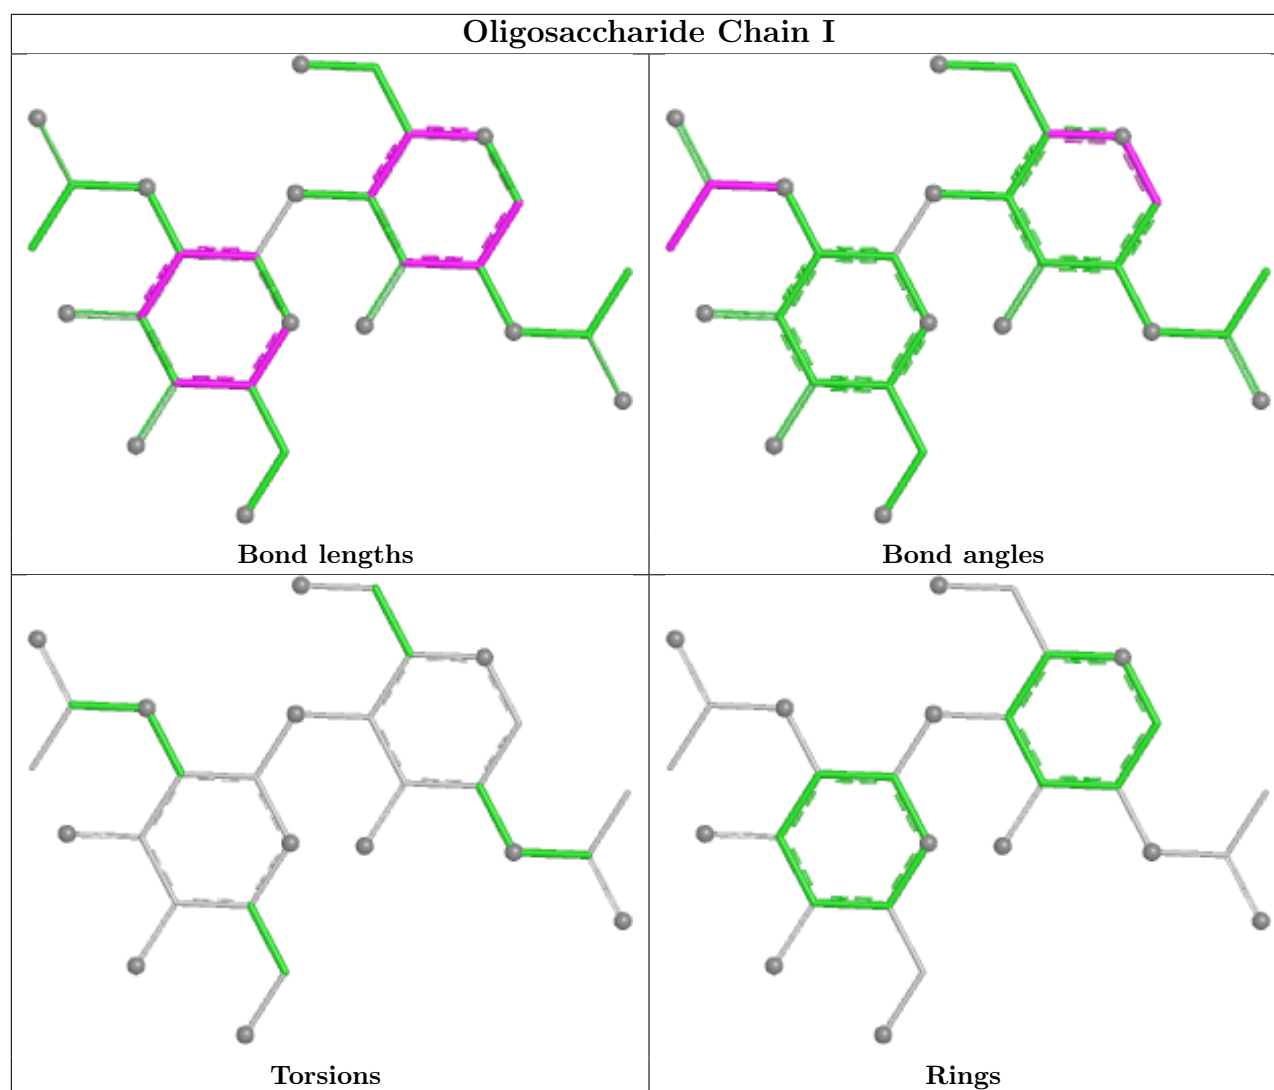 Oligosaccharide Chain I
Bond lengths
Bond angles
Torsions
Rings